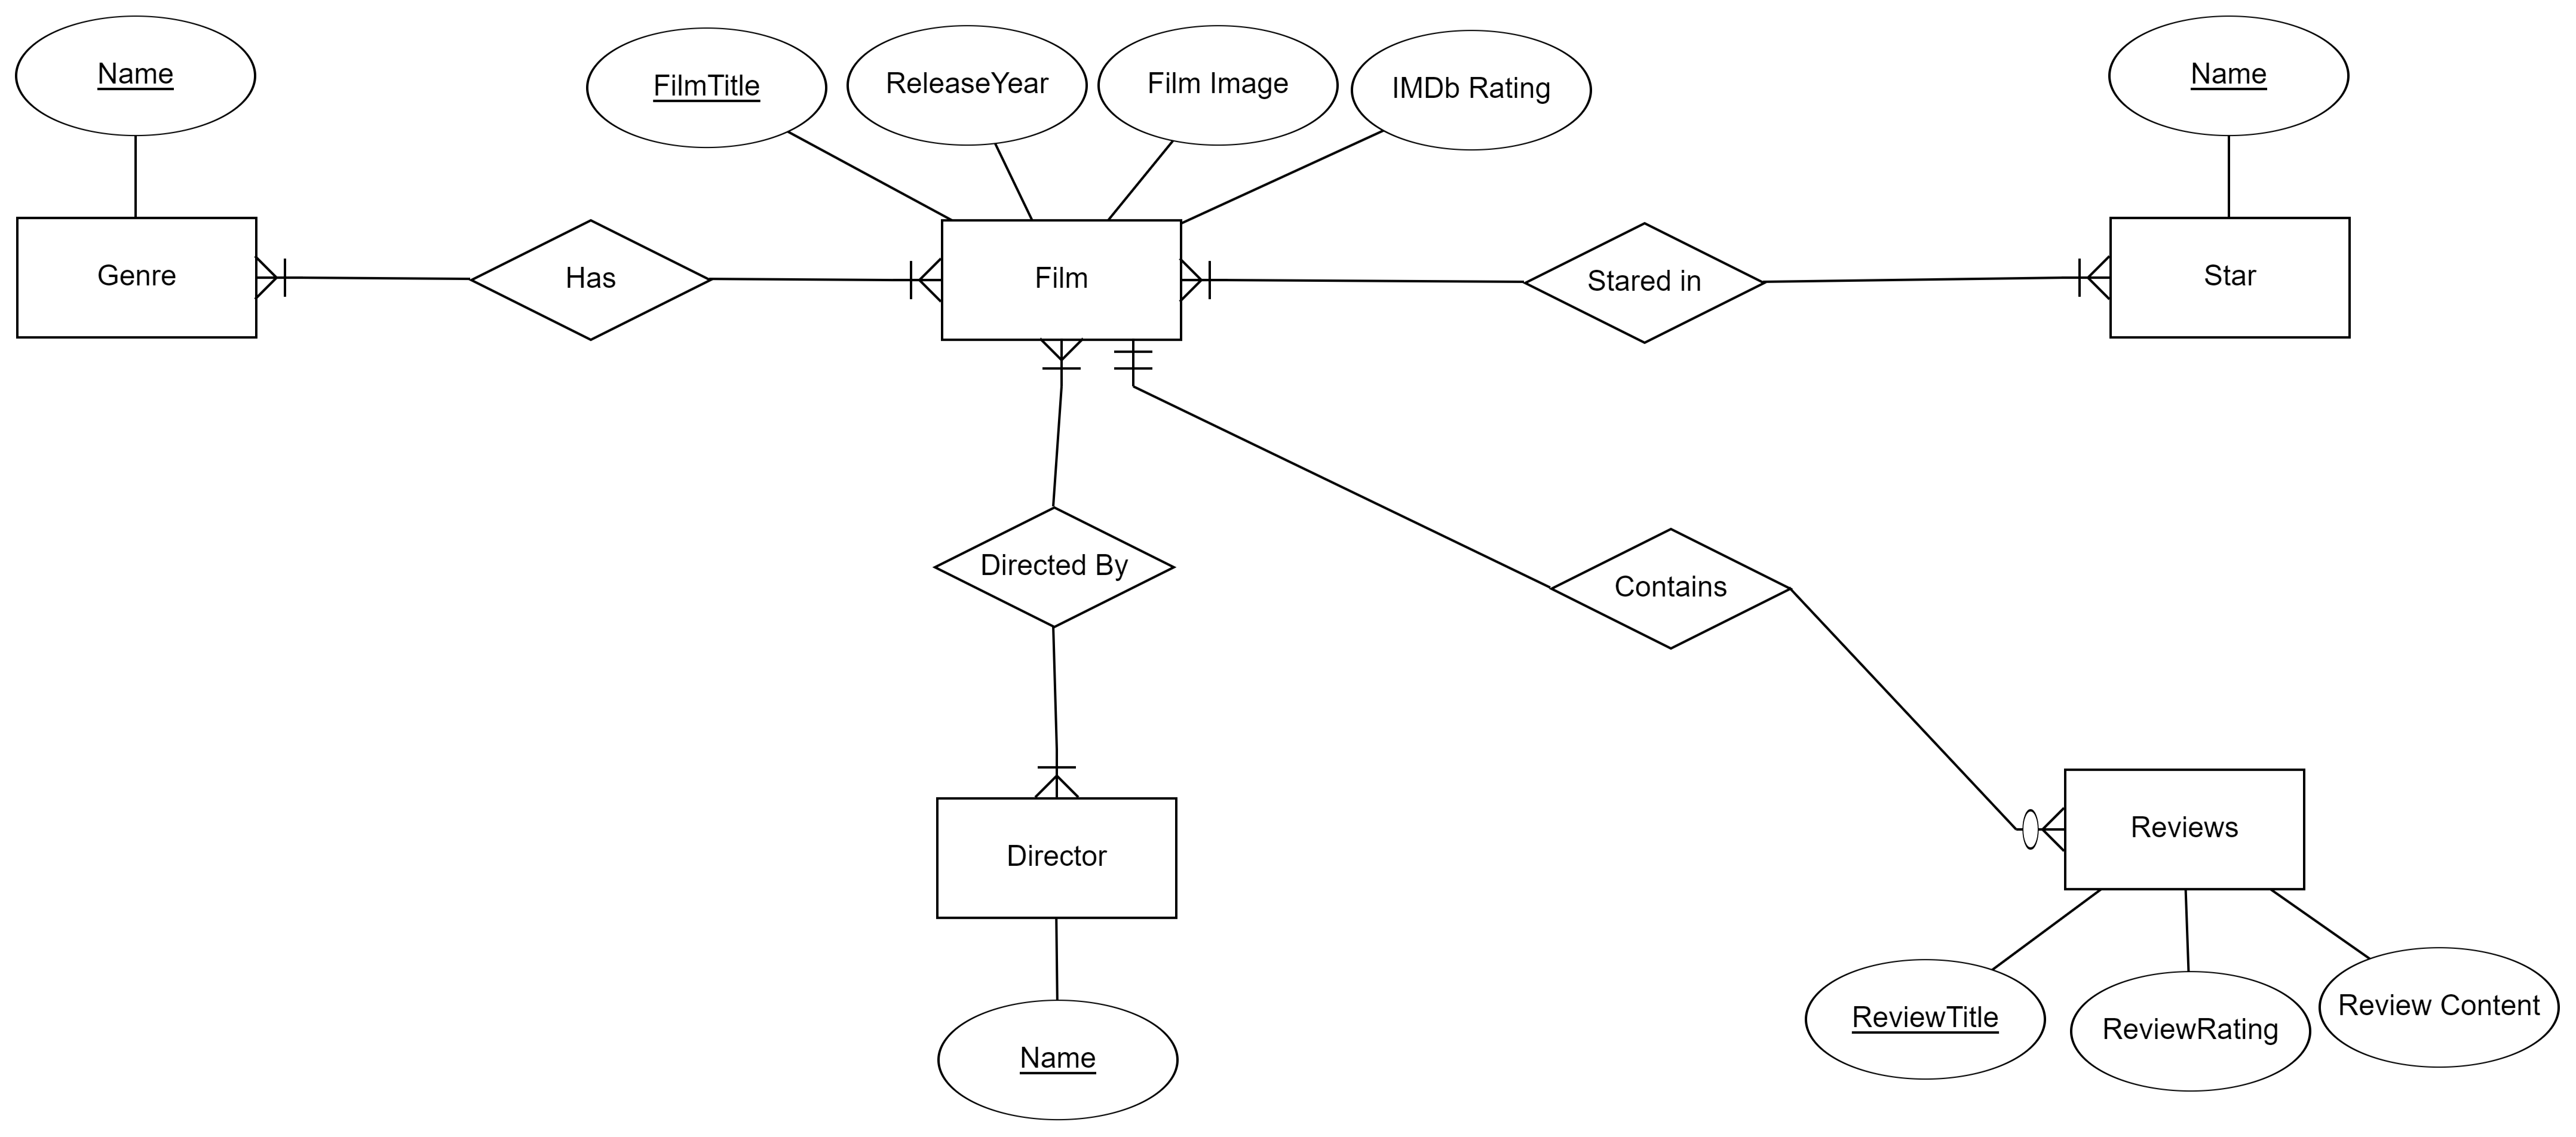 Name
FilmTitle
ReleaseYear
Film Image
IMDb Rating
Name
Genre
Has
Film
Stared in
Star
Directed By
Contains
Director
Reviews
Name
ReviewTitle
ReviewRating
Review Content